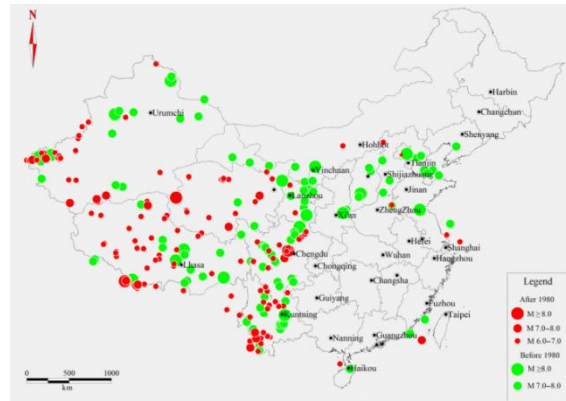 N
Harbin
Changchun
Urumchi
Shenyang
Hohhot
Tianjin
Yinchuan
Shijiazhuang
Jinan
Lanzhou
Xi'an
ZhengZhou
Hefei
Shanghai
Chengdu
Wuhan
Hangzhou
Lhasa
Chongqing
Changsha
Guiyang
Fuzhou
Kunming
Taipei
Nanning
Guangzhou
Haikou
Legend
After 1980
M ≥8.0
M 7.0–8.0
M 6.0–7.0
Before 1980
M ≥8.0
M 7.0–8.0
0
500
1000
km